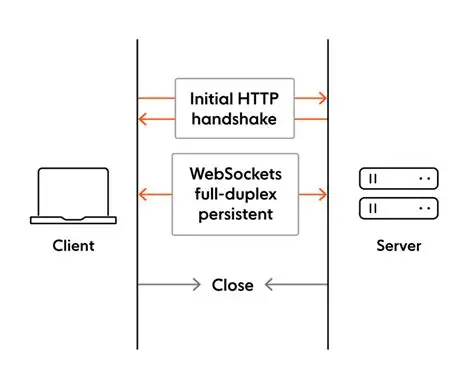 Initial HTTP
handshake
WebSockets
full-duplex
persistent
Client
Server
Close